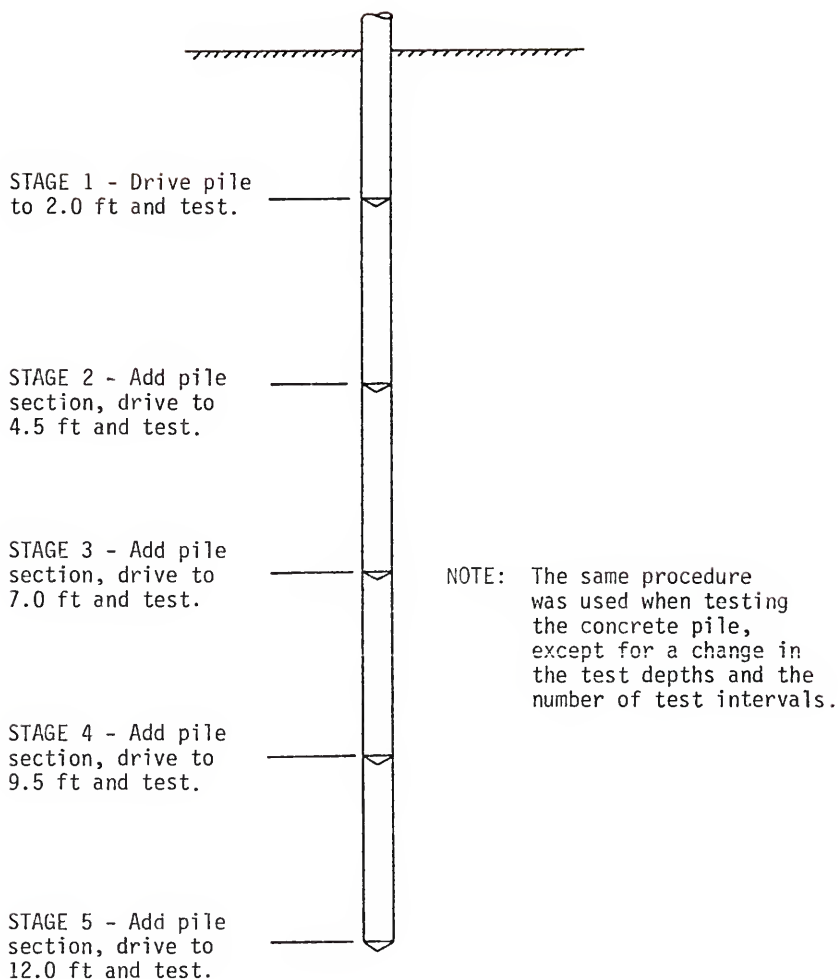 STAGE 1 - Drive pile
to 2.0 ft and test.
STAGE 2 - Add pile
section, drive to
4.5 ft and test.
STAGE 3 - Add pile
section, drive to
7.0 ft and test.
NOTE: The same procedure
was used when testing
the concrete pile,
except for a change in
the test depths and the
number of test intervals.
STAGE 4 - Add pile
section, drive to
9.5 ft and test.
STAGE 5 - Add pile
section, drive to
12.0 ft and test.